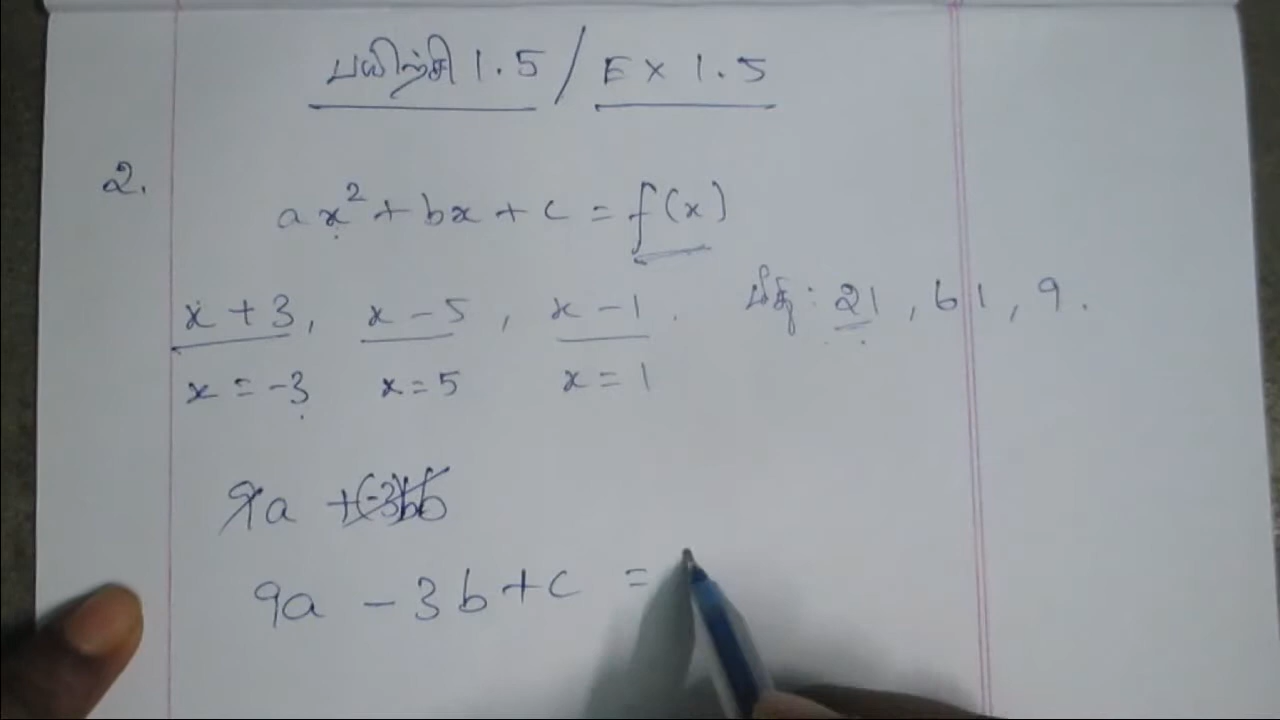 பயிற்சி 1.5 / Ex 1.5
2.
ax² + bx + c = f(x)
x + 3, x - 5, x - 1. மீதி: 21, 61, 9.
x = -3 x = 5 x = 1
9a + (-3)
9a - 3b + c =